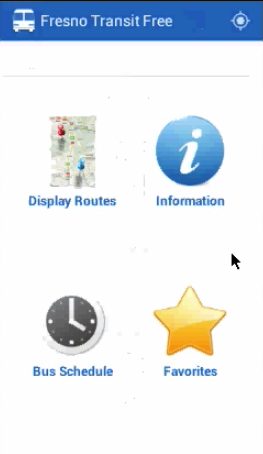 Fresno Transit Free
Display Routes
Information
Bus Schedule
Favorites